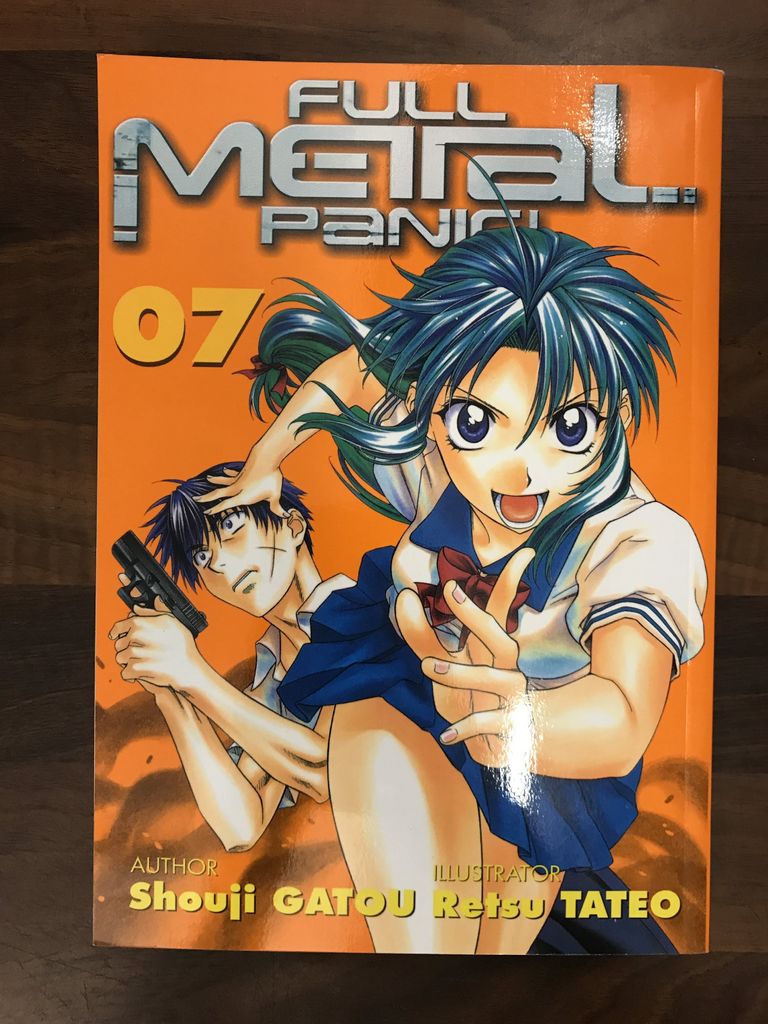 FULL
METAL
PANIC!
07
AUTHOR
Shouji GATOU
ILLUSTRATOR
Retsu TATEO